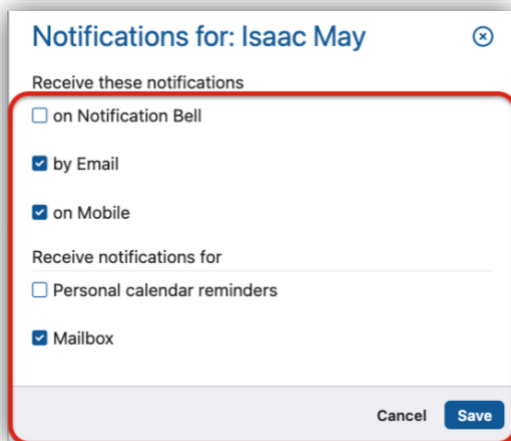 Notifications for: Isaac May
Receive these notifications
on Notification Bell
by Email
on Mobile
Receive notifications for
Personal calendar reminders
Mailbox
Cancel Save